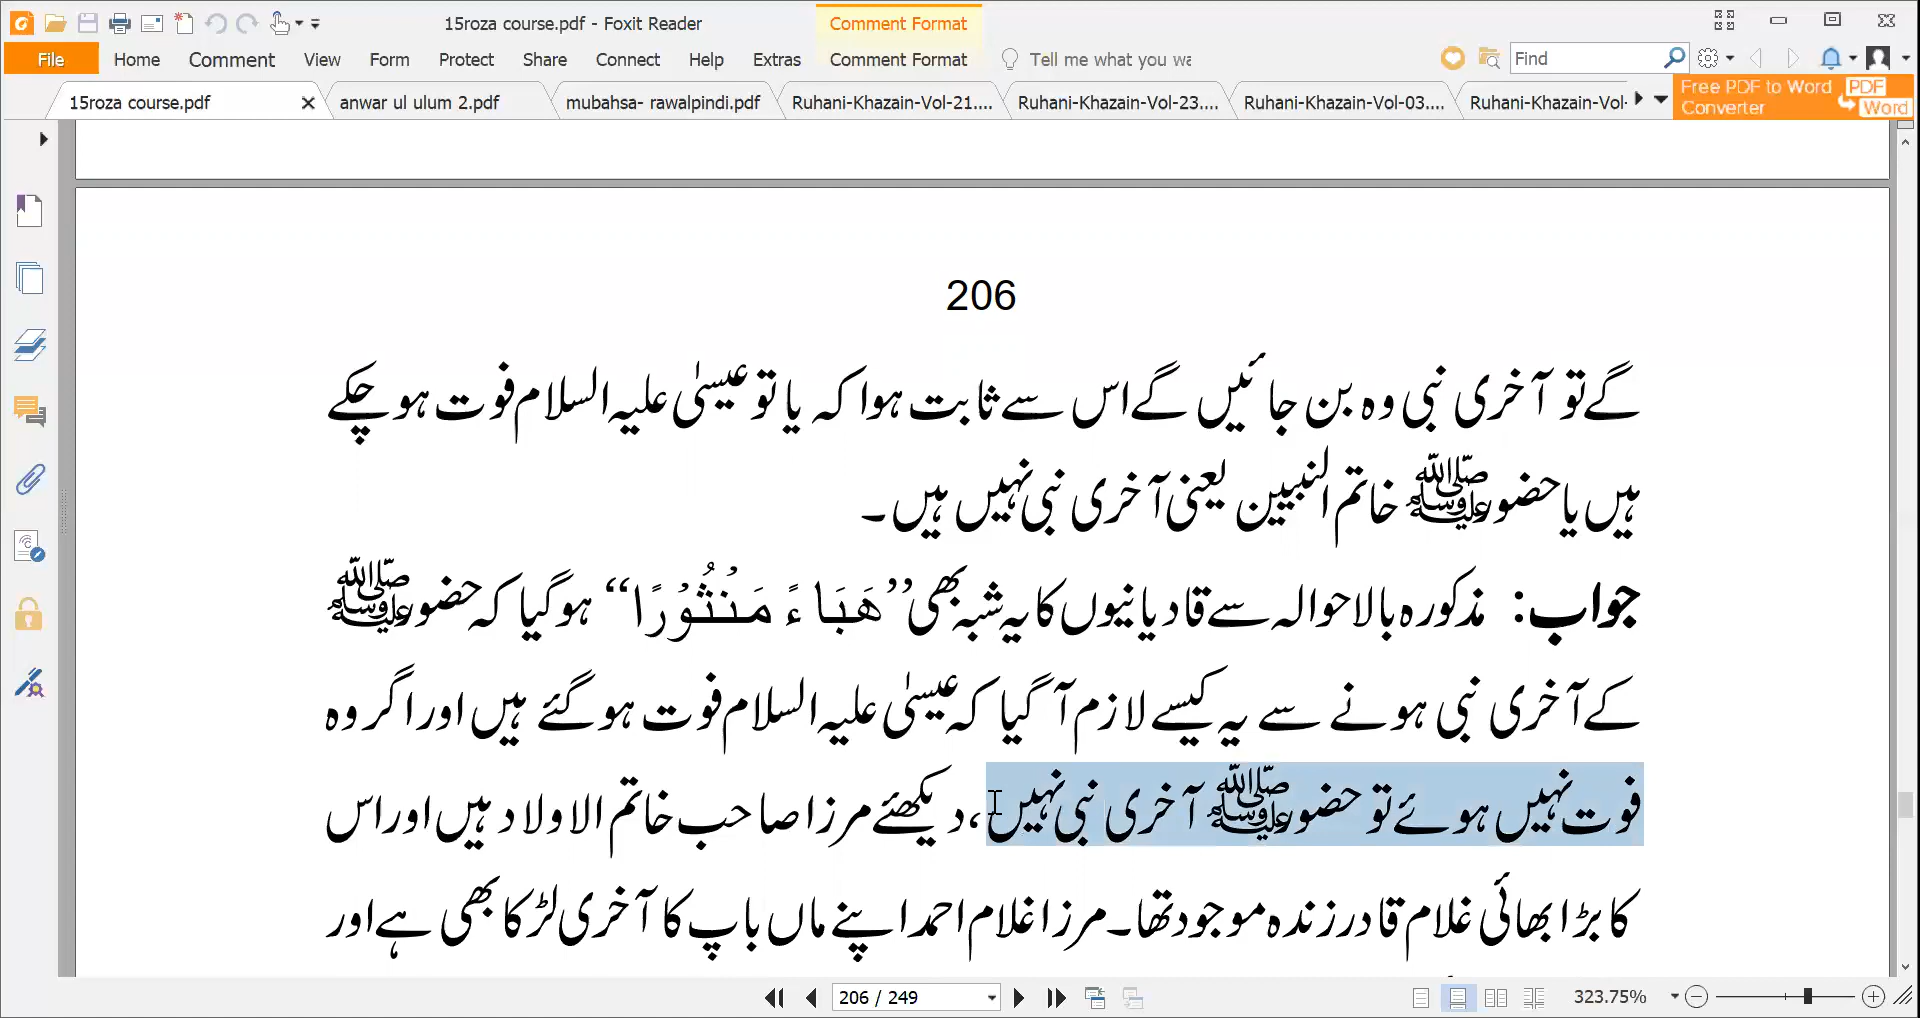 15roza course.pdf - Foxit Reader
Comment Format
File
Home
Comment
View
Form
Protect
Share
Connect
Help
Extras
Comment Format
Tell me what you wa
Find
15roza course.pdf
anwar ul ulum 2.pdf
mubahsa- rawalpindi.pdf
Ruhani-Khazain-Vol-21....
Ruhani-Khazain-Vol-23....
Ruhani-Khazain-Vol-03....
Ruhani-Khazain-Vol-
Free PDF to Word
Converter
PDF
Word
206
گے تو آخری نبی وہ بن جائیں گے اس سے ثابت ہوا کہ یا تو عیسیٰ علیہ السلام فوت ہو چکے
ہیں یا حضور ﷺ خاتم النبیین یعنی آخری نبی نہیں ہیں۔
جواب: مذکورہ بالا حوالہ سے قادیانیوں کا یہ شبہ بھی ’’هَبَاءً مَنْثُوْرًا‘‘ ہو گیا کہ حضور ﷺ
کے آخری نبی ہونے سے یہ کیسے لازم آ گیا کہ عیسیٰ علیہ السلام فوت ہو گئے ہیں اور اگر وہ
فوت نہیں ہوئے تو حضور ﷺ آخری نبی نہیں، دیکھئے مرزا صاحب خاتم الاولاد ہیں اور اس
کا بڑا بھائی غلام قادر زندہ موجود تھا۔ مرزا غلام احمد اپنے ماں باپ کا آخری لڑکا بھی ہے اور
206 / 249
323.75%